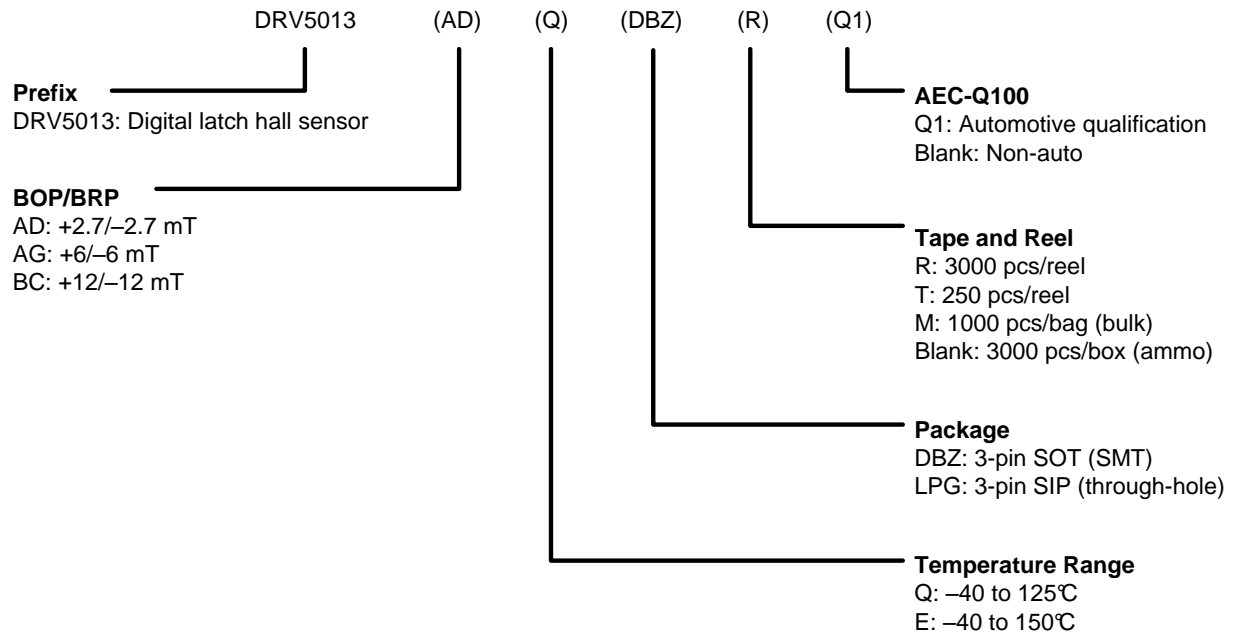 DRV5013 (AD) (Q) (DBZ) (R) (Q1)
Prefix
DRV5013: Digital latch hall sensor
BOP/BRP
AD: +2.7/–2.7 mT
AG: +6/–6 mT
BC: +12/–12 mT
AEC-Q100
Q1: Automotive qualification
Blank: Non-auto
Tape and Reel
R: 3000 pcs/reel
T: 250 pcs/reel
M: 1000 pcs/bag (bulk)
Blank: 3000 pcs/box (ammo)
Package
DBZ: 3-pin SOT (SMT)
LPG: 3-pin SIP (through-hole)
Temperature Range
Q: –40 to 125℃
E: –40 to 150℃